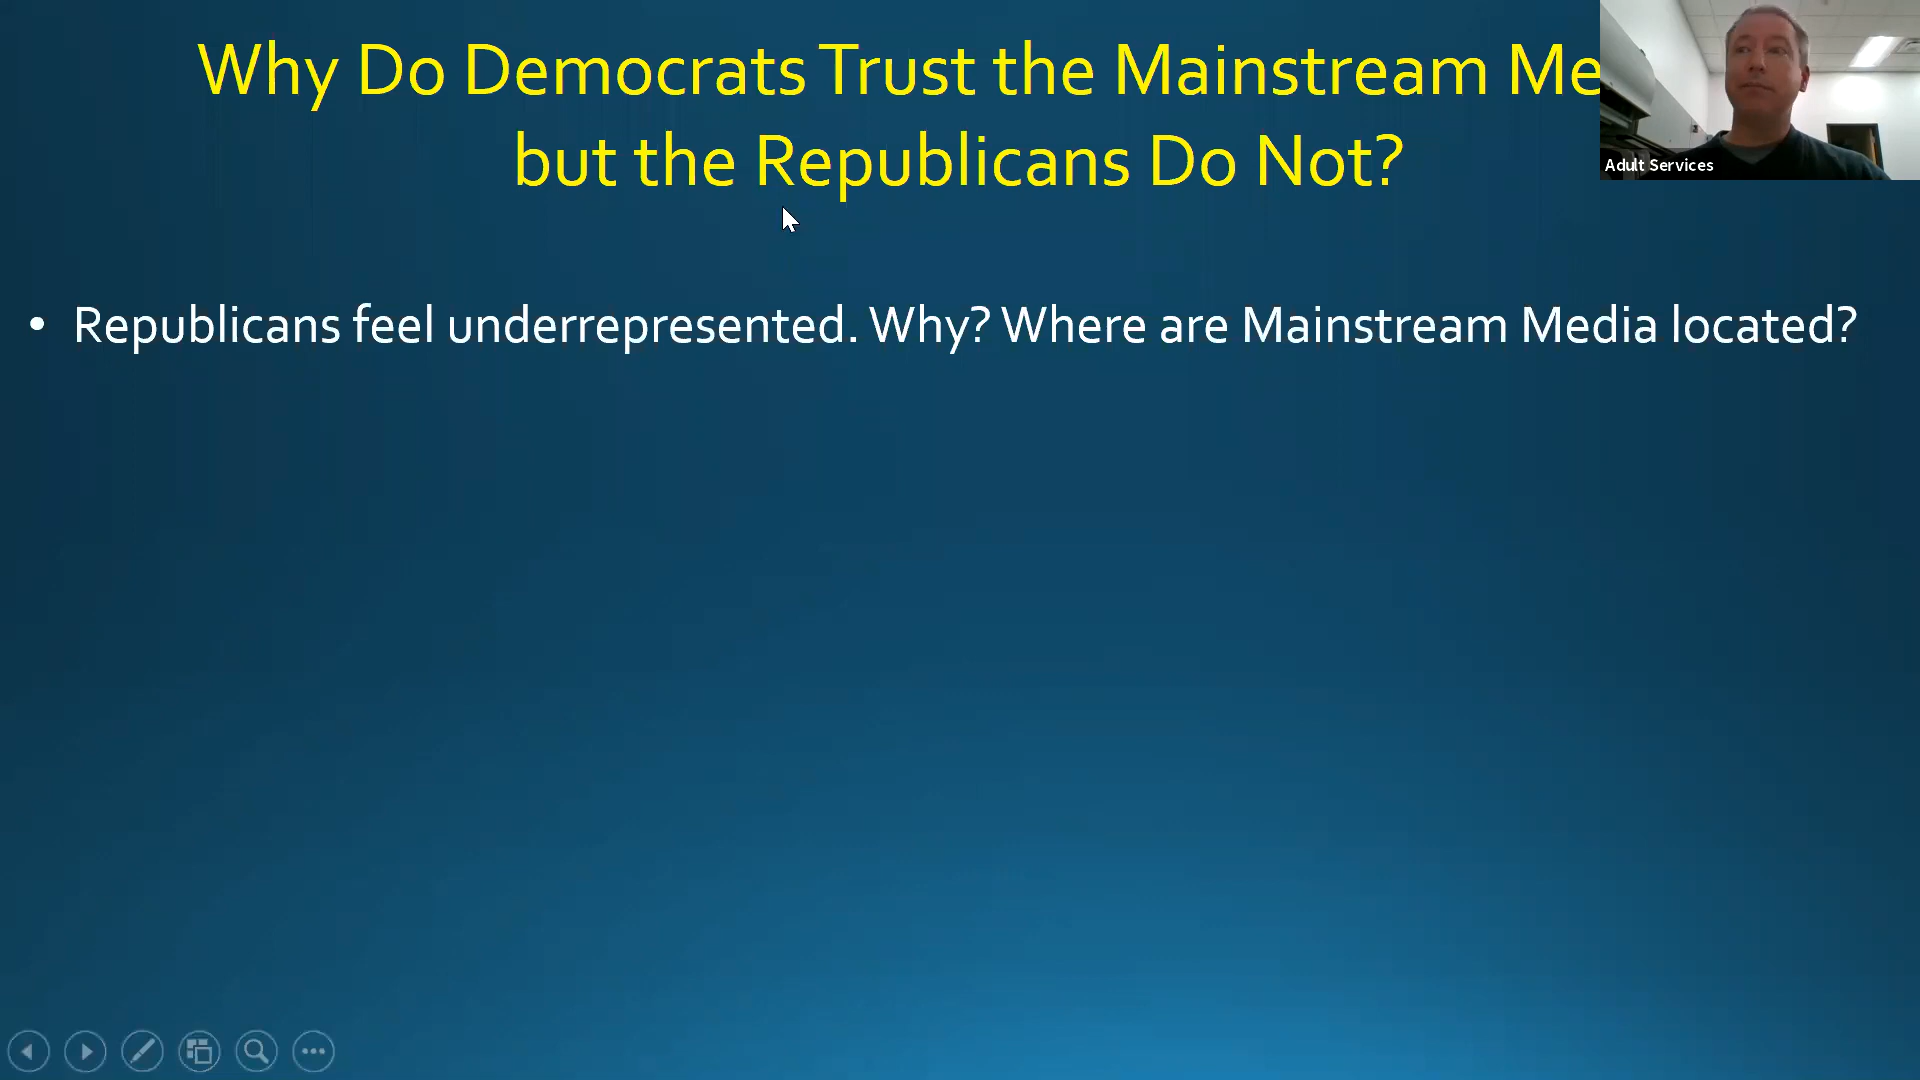 Why Do Democrats Trust the Mainstream Me
but the Republicans Do Not?
Adult Services
• Republicans feel underrepresented. Why? Where are Mainstream Media located?